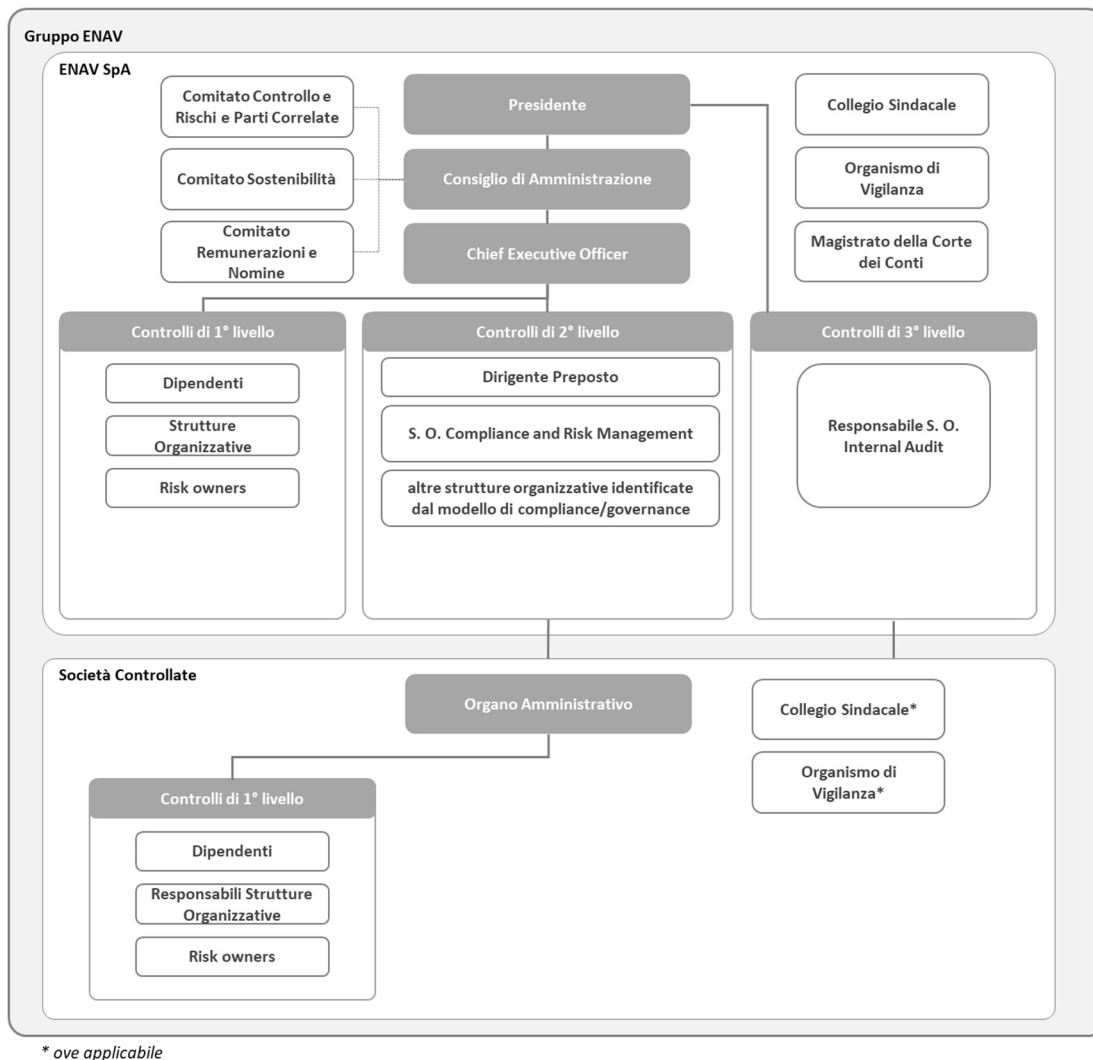 Gruppo ENAV
ENAV SpA
Comitato Controllo e
Rischi e Parti Correlate
Presidente
Collegio Sindacale
Comitato Sostenibilità
Consiglio di Amministrazione
Organismo di
Vigilanza
Comitato
Remunerazioni e
Nomine
Chief Executive Officer
Magistrato della Corte
dei Conti
Controlli di 1° livello
Dipendenti
Strutture
Organizzative
Risk owners
Controlli di 2° livello
Dirigente Preposto
S. O. Compliance and Risk Management
altre strutture organizzative identificate
dal modello di compliance/governance
Controlli di 3° livello
Responsabile S. O.
Internal Audit
Società Controllate
Organo Amministrativo
Collegio Sindacale*
Organismo di
Vigilanza*
Controlli di 1° livello
Dipendenti
Responsabili Strutture
Organizzative
Risk owners
* ove applicabile